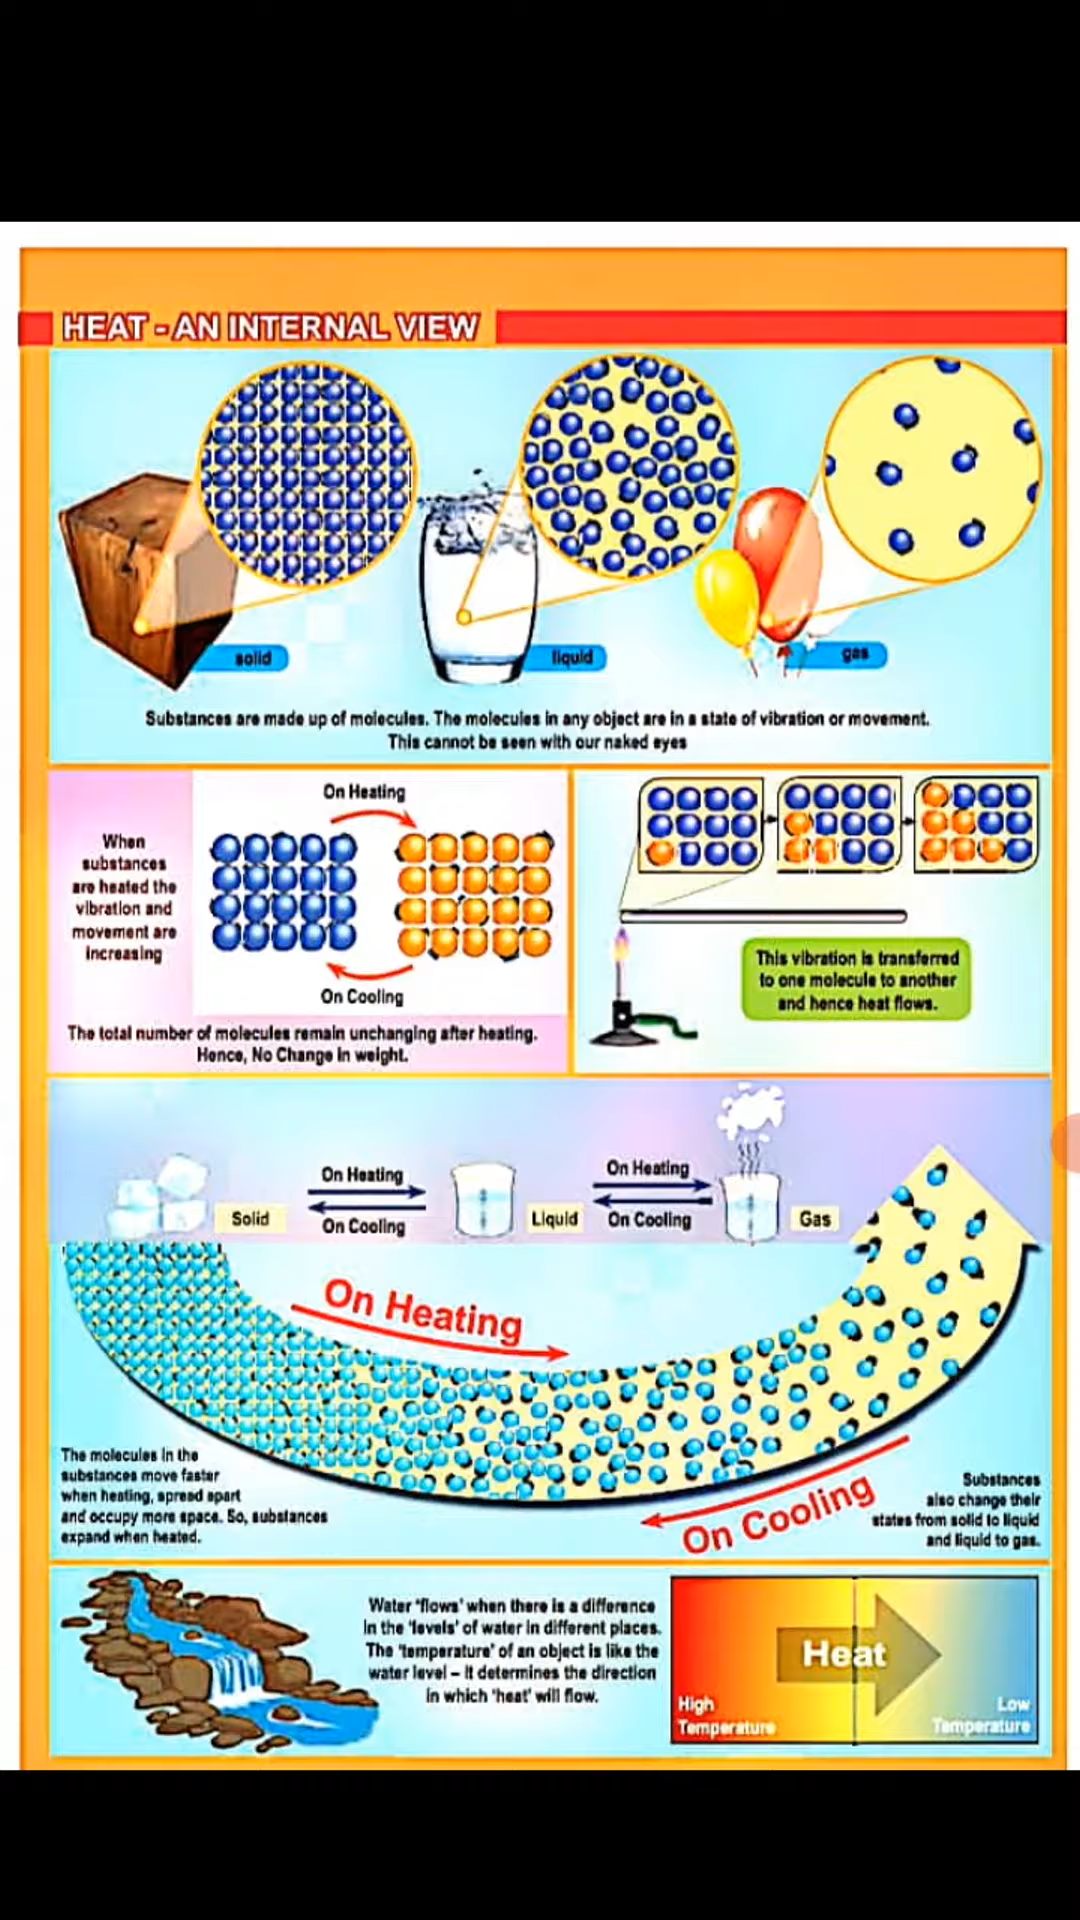 HEAT - AN INTERNAL VIEW
solid
liquid
gas
Substances are made up of molecules. The molecules in any object are in a state of vibration or movement.
This cannot be seen with our naked eyes
When
substances
are heated the
vibration and
movement are
increasing
On Heating
On Cooling
The total number of molecules remain unchanging after heating.
Hence, No Change in weight.
This vibration is transferred
to one molecule to another
and hence heat flows.
Solid
On Heating
On Cooling
Liquid
On Heating
On Cooling
Gas
On Heating
On Cooling
The molecules in the
substances move faster
when heating, spread apart
and occupy more space. So, substances
expand when heated.
Substances
also change their
states from solid to liquid
and liquid to gas.
Water 'flows' when there is a difference
in the 'levels' of water in different places.
The 'temperature' of an object is like the
water level – it determines the direction
in which 'heat' will flow.
Heat
High
Temperature
Low
Temperature